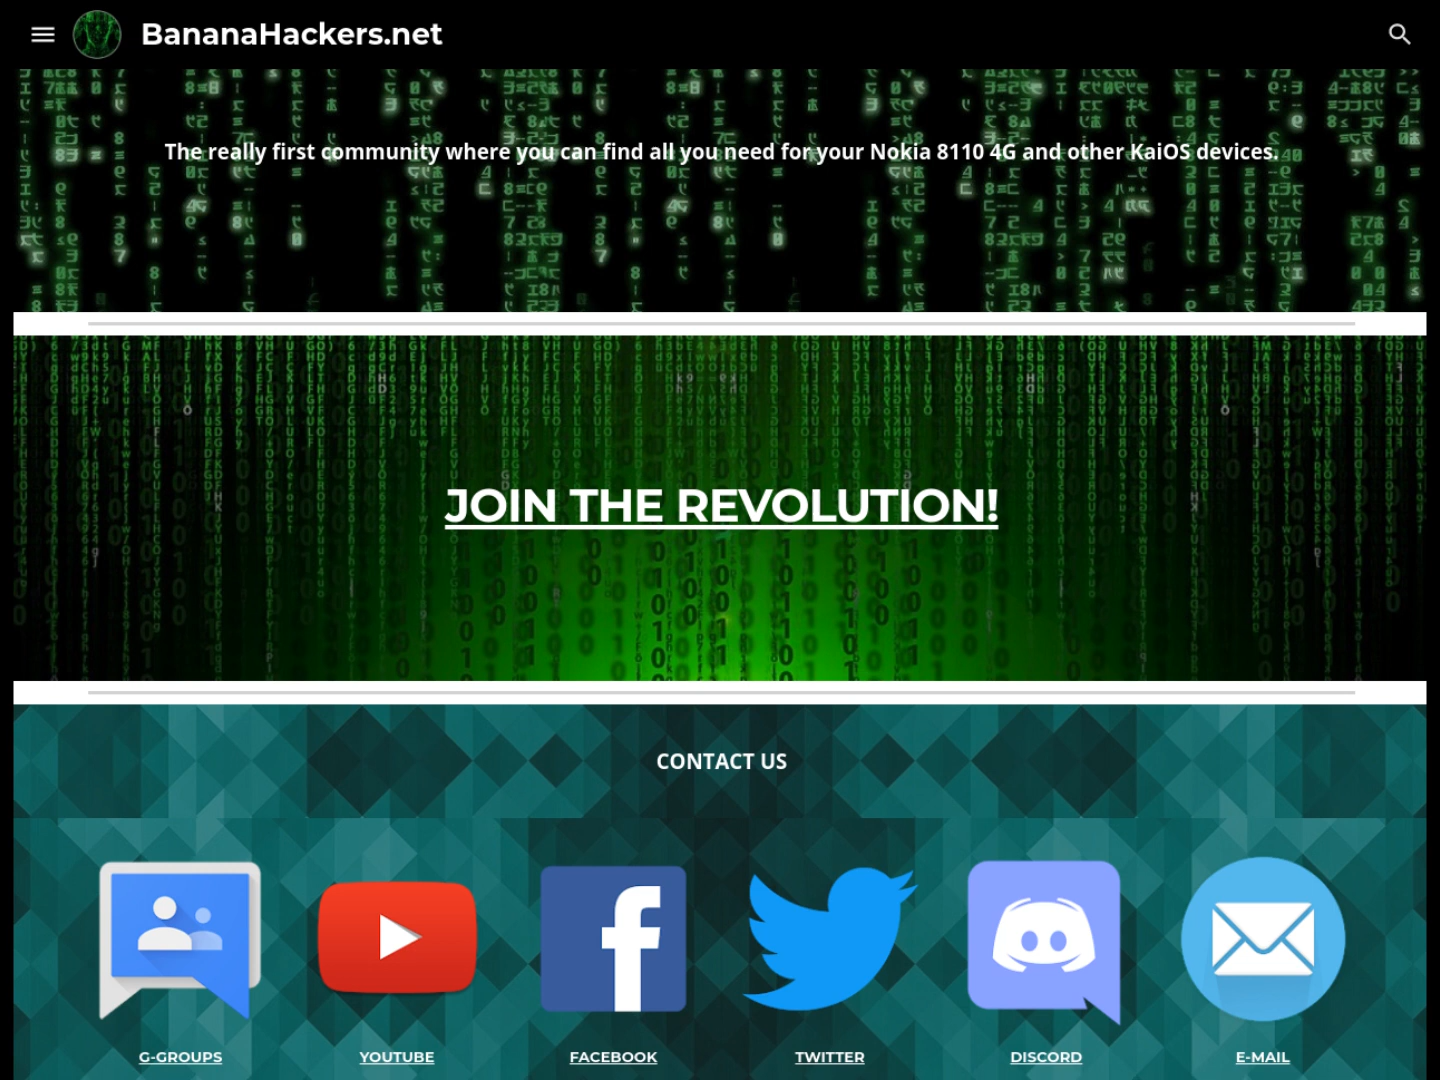 BananaHackers.net
The really first community where you can find all you need for your Nokia 8110 4G and other KaiOS devices.
JOIN THE REVOLUTION!
CONTACT US
G-GROUPS
YOUTUBE
FACEBOOK
TWITTER
DISCORD
E-MAIL